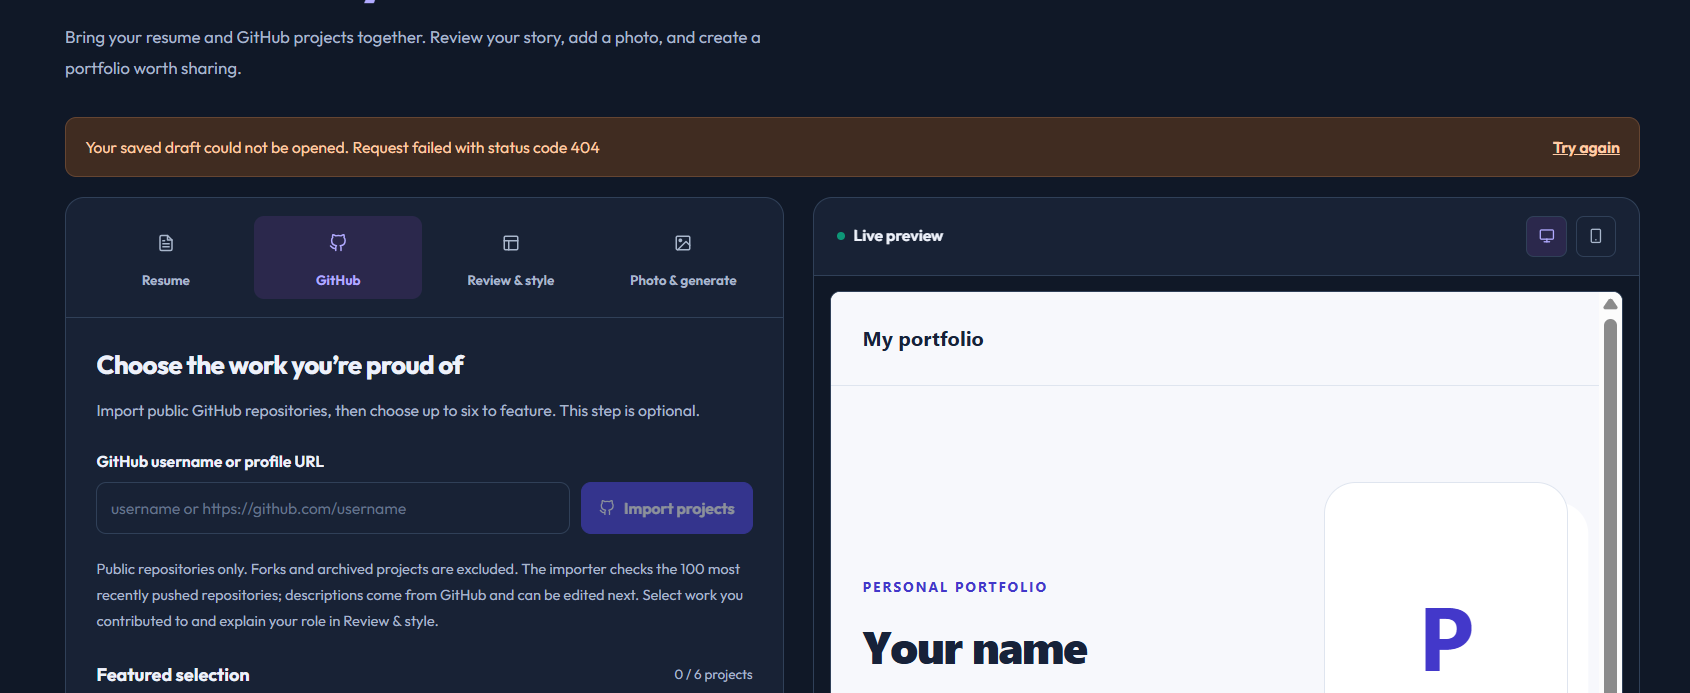 Bring your resume and GitHub projects together. Review your story, add a photo, and create a
portfolio worth sharing.
Your saved draft could not be opened. Request failed with status code 404
Try again
Resume
GitHub
Review & style
Photo & generate
Choose the work you’re proud of
Import public GitHub repositories, then choose up to six to feature. This step is optional.
GitHub username or profile URL
username or https://github.com/username
Import projects
Public repositories only. Forks and archived projects are excluded. The importer checks the 100 most
recently pushed repositories; descriptions come from GitHub and can be edited next. Select work you
contributed to and explain your role in Review & style.
Featured selection
0 / 6 projects
Live preview
My portfolio
PERSONAL PORTFOLIO
Your name
P